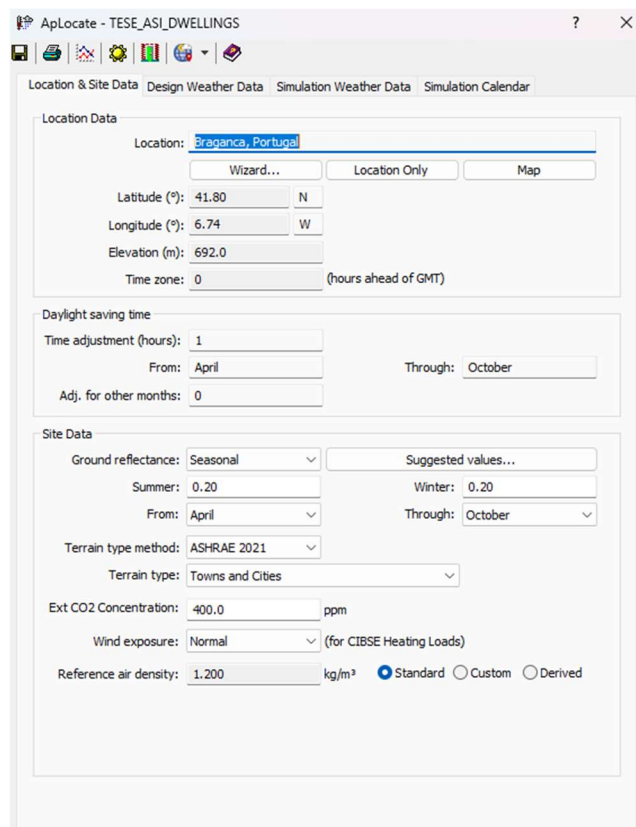 ApLocate - TESE_ASI_DWELLINGS ?
Location & Site Data Design Weather Data Simulation Weather Data Simulation Calendar
Location Data
Location: Braganca, Portugal
Wizard... Location Only Map
Latitude (°): 41.80 N
Longitude (°): 6.74 W
Elevation (m): 692.0
Time zone: 0 (hours ahead of GMT)
Daylight saving time
Time adjustment (hours): 1
From: April Through: October
Adj. for other months: 0
Site Data
Ground reflectance: Seasonal Suggested values...
Summer: 0.20 Winter: 0.20
From: April Through: October
Terrain type method: ASHRAE 2021
Terrain type: Towns and Cities
Ext CO2 Concentration: 400.0 ppm
Wind exposure: Normal (for CIBSE Heating Loads)
Reference air density: 1.200 kg/m³ Standard Custom Derived